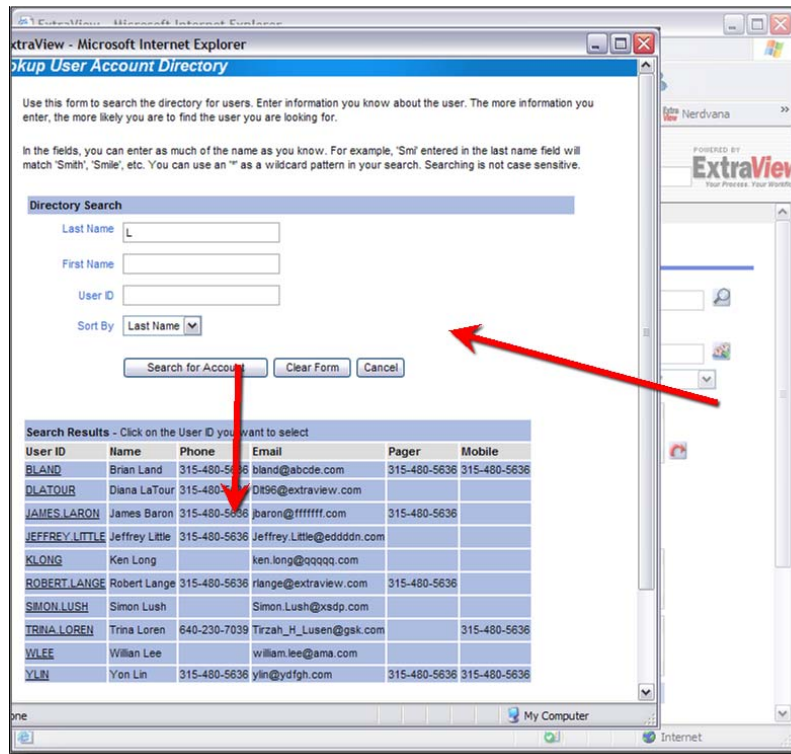 ExtraView - Microsoft Internet Explorer
xtraView - Microsoft Internet Explorer
okup User Account Directory
Use this form to search the directory for users. Enter information you know about the user. The more information you
enter, the more likely you are to find the user you are looking for.
In the fields, you can enter as much of the name as you know. For example, 'Smi' entered in the last name field will
match 'Smith', 'Smile', etc. You can use an '*' as a wildcard pattern in your search. Searching is not case sensitive.
Directory Search
Last Name L
First Name
User ID
Sort By Last Name
Search for Account Clear Form Cancel
Search Results - Click on the User ID you want to select
User ID Name Phone Email Pager Mobile
BLAND Brian Land 315-480-5636 bland@abcde.com 315-480-5636 315-480-5636
DLATOUR Diana LaTour 315-480-5636 Dlt96@extraview.com
JAMES.LARON James Baron 315-480-5636 jbaron@fffffff.com 315-480-5636
JEFFREY.LITTLE Jeffrey Little 315-480-5636 Jeffrey.Little@eddddn.com
KLONG Ken Long ken.long@qqqqq.com
ROBERT.LANGE Robert Lange 315-480-5636 rlange@extraview.com 315-480-5636
SIMON.LUSH Simon Lush Simon.Lush@xsdp.com
TRINA.LOREN Trina Loren 640-230-7039 Tirzah_H_Lusen@gsk.com 315-480-5636
WLEE Willian Lee william.lee@ama.com
YLIN Yon Lin 315-480-5636 ylin@ydfgh.com 315-480-5636 315-480-5636
one My Computer
Internet
Extra View Nerdvana »
POWERED BY
ExtraView
Your Process. Your Workflo